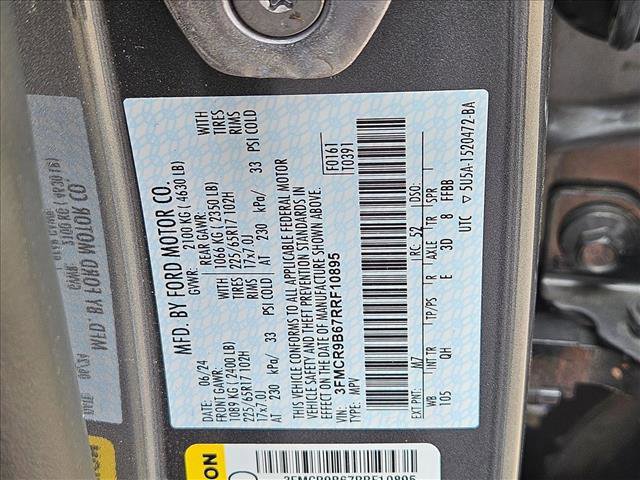 MFD. BY FORD MOTOR CO.
06/24 GVWR: 2100 KG ( 4630 LB)
FRONT GAWR: REAR GAWR: WITH
1089 KG ( 2400 LB) 1066 KG ( 2350 LB) TIRES
225/65R17 102H WITH TIRES 225/65R17 102H RIMS
17x7.0J RIMS 17x7.0J
AT 230 kPa/ 33 PSI COLD AT 230 kPa/ 33 PSI COLD
THIS VEHICLE CONFORMS TO ALL APPLICABLE FEDERAL MOTOR
VEHICLE SAFETY AND THEFT PREVENTION STANDARDS IN
EFFECT ON THE DATE OF MANUFACTURE SHOWN ABOVE.
VIN: 3FMCR9B67RRF10895 F0161
TYPE: MPV T0391
EXT PNT: M7 RC: 52 DSO:
WB INT TR TP/PS R AXLE TR SPR
105 QH E 3D 8 FFBB
UTC ▽ 5U5A-1520472-BA
3FMCR9B67RRF10895